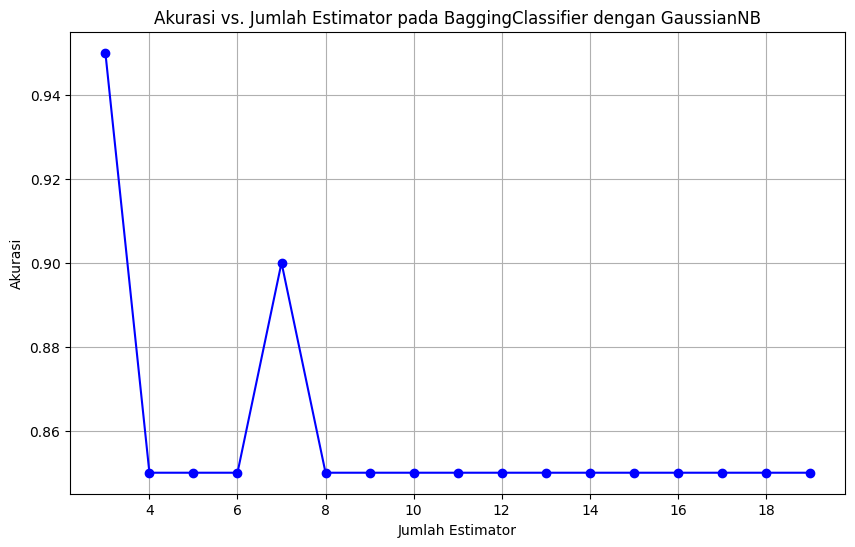 Akurasi vs. Jumlah Estimator pada BaggingClassifier dengan GaussianNB
Akurasi
0.94
0.92
0.90
0.88
0.86
4 6 8 10 12 14 16 18
Jumlah Estimator